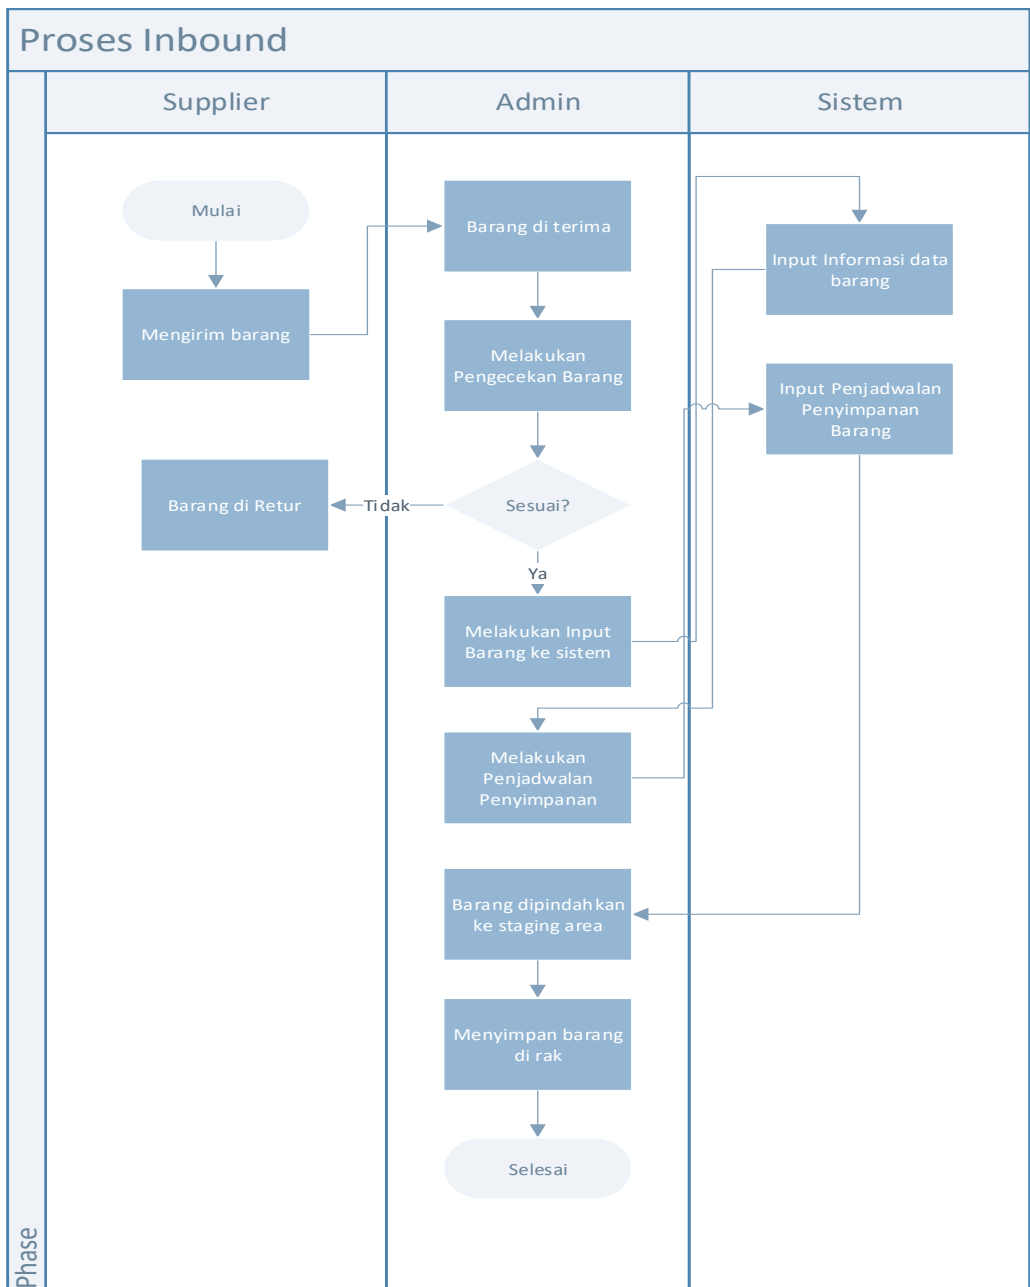 Proses Inbound
Supplier
Admin
Sistem
Mulai
Mengirim barang
Barang di terima
Input Informasi data
barang
Melakukan
Pengecekan Barang
Input Penjadwalan
Penyimpanan
Barang
Barang di Retur
Tidak
Sesuai?
Ya
Melakukan Input
Barang ke sistem
Melakukan
Penjadwalan
Penyimpanan
Barang dipindahkan
ke staging area
Menyimpan barang
di rak
Selesai
Phase